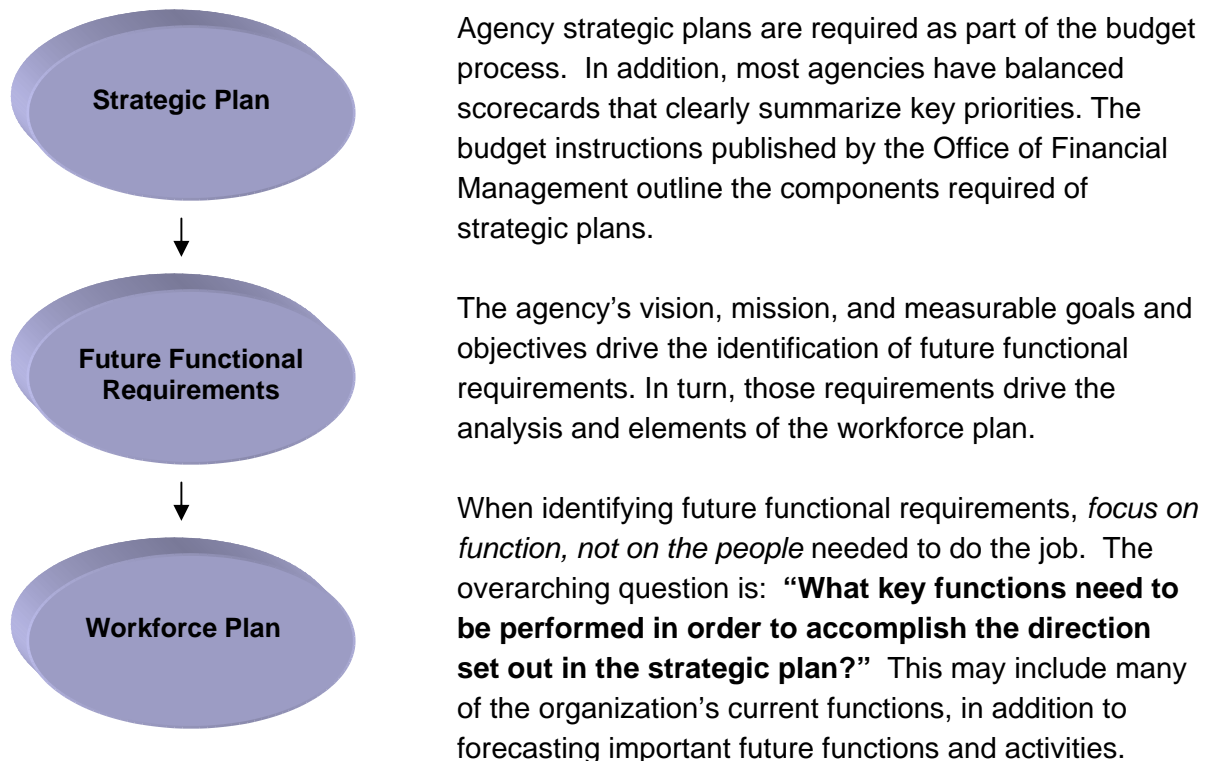 Strategic Plan
Future Functional
Requirements
Workforce Plan
Agency strategic plans are required as part of the budget
process.  In addition, most agencies have balanced
scorecards that clearly summarize key priorities. The
budget instructions published by the Office of Financial
Management outline the components required of
strategic plans.
The agency’s vision, mission, and measurable goals and
objectives drive the identification of future functional
requirements. In turn, those requirements drive the
analysis and elements of the workforce plan.
When identifying future functional requirements, focus on
function, not on the people needed to do the job.  The
overarching question is:  “What key functions need to
be performed in order to accomplish the direction
set out in the strategic plan?”  This may include many
of the organization’s current functions, in addition to
forecasting important future functions and activities.